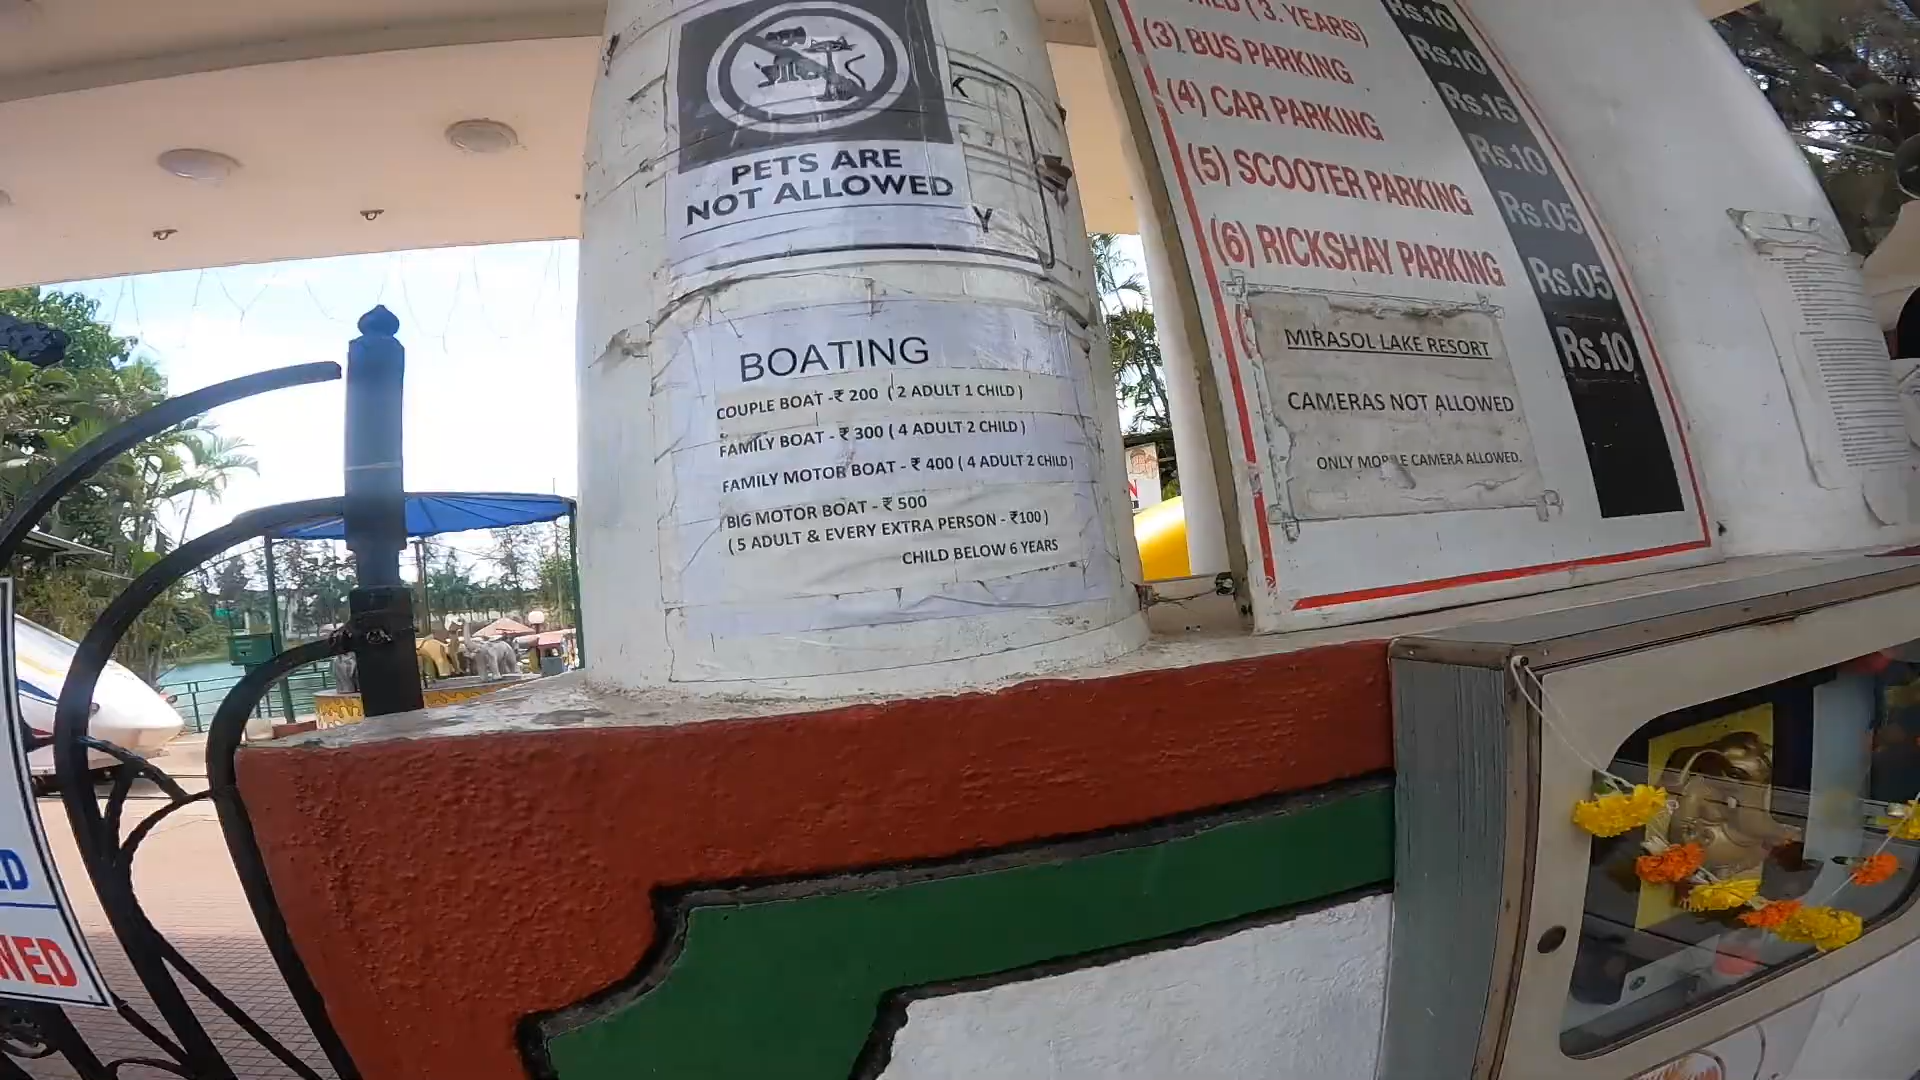 PETS ARE
NOT ALLOWED
K
Y
BOATING
COUPLE BOAT -₹ 200 ( 2 ADULT 1 CHILD )
FAMILY BOAT - ₹ 300 ( 4 ADULT 2 CHILD )
FAMILY MOTOR BOAT - ₹ 400 ( 4 ADULT 2 CHILD )
BIG MOTOR BOAT - ₹ 500
( 5 ADULT & EVERY EXTRA PERSON - ₹100 )
CHILD BELOW 6 YEARS
( 3. YEARS) Rs.10
(3) BUS PARKING Rs.10
(4) CAR PARKING Rs.15
(5) SCOOTER PARKING Rs.10
(6) RICKSHAY PARKING Rs.05
Rs.05
Rs.10
MIRASOL LAKE RESORT
CAMERAS NOT ALLOWED
ONLY MOBILE CAMERA ALLOWED.
ED
WED